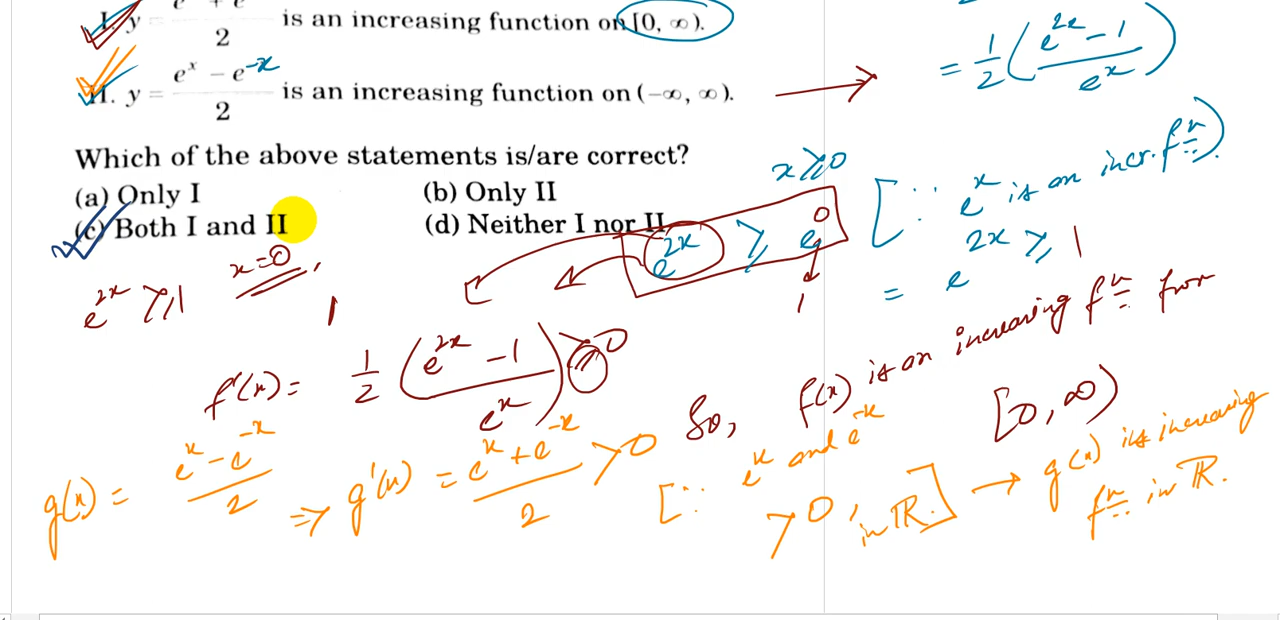 I. y = e + e / 2 is an increasing function on [0, ∞).
= 1/2 ( (e^2x − 1) / e^x )
II. y = (e^x − e^−x) / 2 is an increasing function on (−∞, ∞).
Which of the above statements is/are correct?
(a) Only I (b) Only II
(c) Both I and II (d) Neither I nor II
x ≥ 0
[∵ e^x is an incr. f^n)
e^2x ≥ e^0
1
= e^2x ≥ 1
e^2x ≥ 1 x=0,
1
f'(x) = 1/2 ( (e^2x − 1) / e^x ) ≥ 0
So, f(x) is an increasing f^n from
[0, ∞)
g(x) = (e^x − e^−x) / 2 ⇒ g'(x) = (e^x + e^−x) / 2 > 0
[∵ e^x and e^−x
> 0, in ℝ.] → g(x) is increasing
f^n in ℝ.